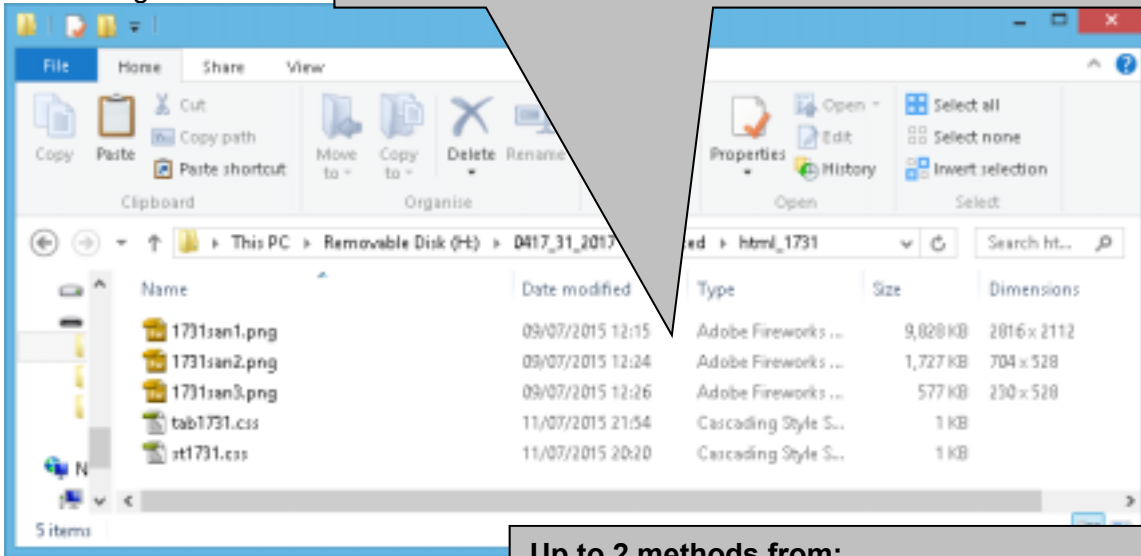 File Home Share View
Copy
Paste
Cut
Copy path
Paste shortcut
Move to
Copy to
Delete
Rename
Properties
Open
Edit
History
Select all
Select none
Invert selection
Clipboard
Organise
Open
Select
This PC Removable Disk (H:) 0417_31_2017 ed html_1731 Search ht...
Name Date modified Type Size Dimensions
1731san1.png 09/07/2015 12:15 Adobe Fireworks ... 9,828 KB 2816 x 2112
1731san2.png 09/07/2015 12:24 Adobe Fireworks ... 1,727 KB 704 x 528
1731san3.png 09/07/2015 12:26 Adobe Fireworks ... 577 KB 230 x 528
tab1731.css 11/07/2015 21:54 Cascading Style S... 1 KB
st1731.css 11/07/2015 20:20 Cascading Style S... 1 KB
N
5 items
Up to 2 methods from: